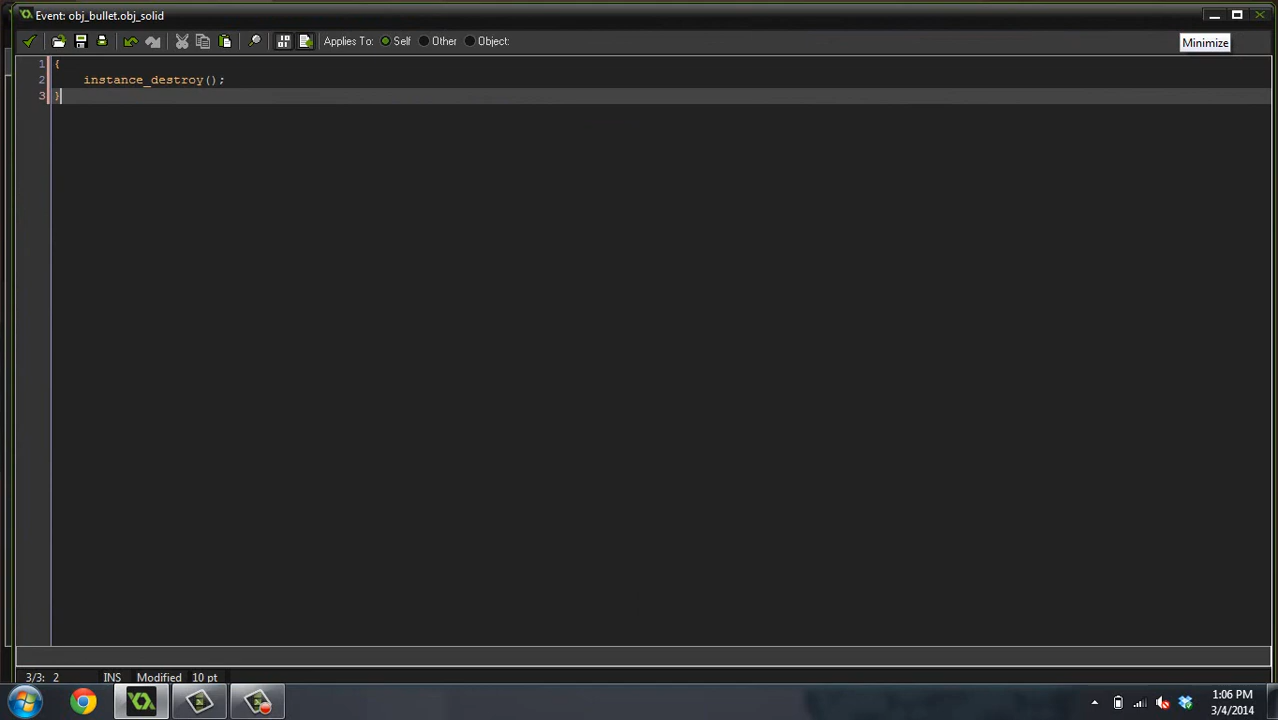 Event: obj_bullet.obj_solid
Applies To: Self Other Object:
Minimize
1 {
2 instance_destroy();
3 }
3/3: 2 INS Modified 10 pt
1:06 PM
3/4/2014